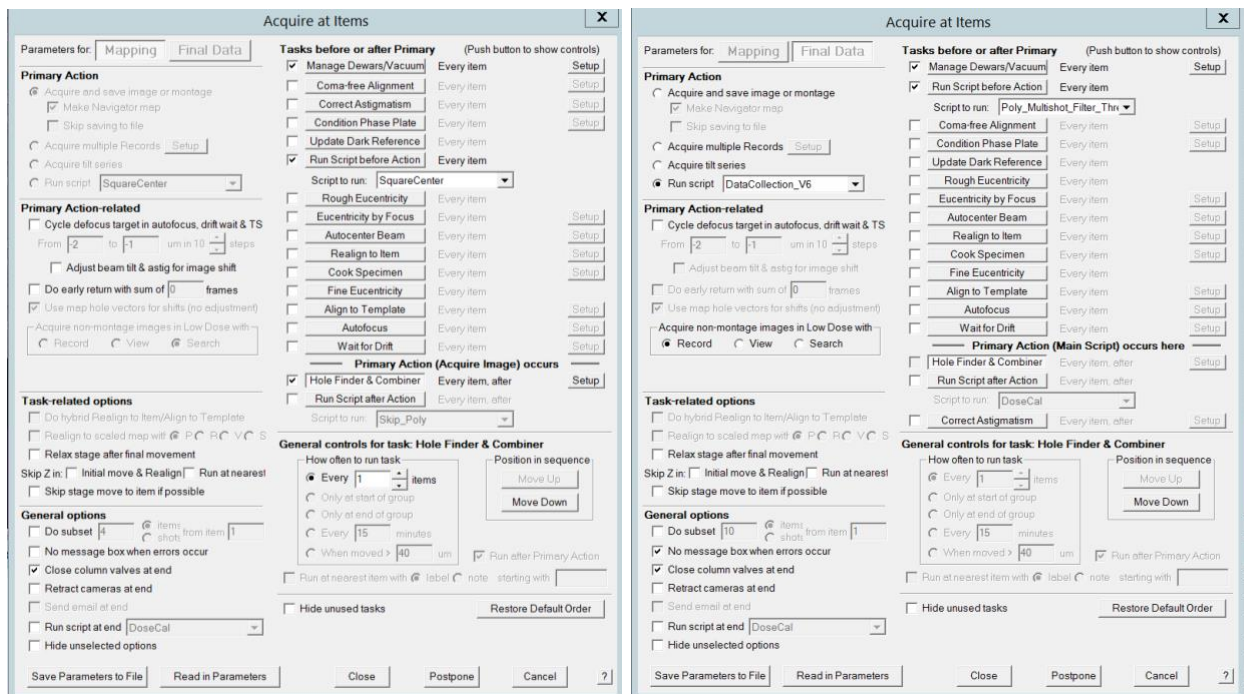 Acquire at Items
X
Parameters for: Mapping Final Data
Primary Action
Acquire and save image or montage
Make Navigator map
Skip saving to file
Acquire multiple Records Setup
Acquire tilt series
Run script SquareCenter
Primary Action-related
Cycle defocus target in autofocus, drift wait & TS
From -2 to -1 um in 10 steps
Adjust beam tilt & astig for image shift
Do early return with sum of 0 frames
Use map hole vectors for shifts (no adjustment)
Acquire non-montage images in Low Dose with
Record View Search
Task-related options
Do hybrid Realign to Item/Align to Template
Realign to scaled map with P R V S
Relax stage after final movement
Skip Z in: Initial move & Realign Run at nearest
Skip stage move to item if possible
General options
Do subset 4 items shots from item 1
No message box when errors occur
Close column valves at end
Retract cameras at end
Send email at end
Run script at end DoseCal
Hide unselected options
Tasks before or after Primary (Push button to show controls)
Manage Dewars/Vacuum Every item Setup
Coma-free Alignment Every item Setup
Correct Astigmatism Every item Setup
Condition Phase Plate Every item Setup
Update Dark Reference Every item
Run Script before Action Every item
Script to run: SquareCenter
Rough Eucentricity Every item
Eucentricity by Focus Every item Setup
Autocenter Beam Every item Setup
Realign to Item Every item Setup
Cook Specimen Every item Setup
Fine Eucentricity Every item
Align to Template Every item Setup
Autofocus Every item Setup
Wait for Drift Every item Setup
Primary Action (Acquire Image) occurs
Hole Finder & Combiner Every item, after Setup
Run Script after Action Every item, after
Script to run: Skip_Poly
General controls for task: Hole Finder & Combiner
How often to run task
Every 1 items
Only at start of group
Only at end of group
Every 15 minutes
When moved > 40 um
Position in sequence
Move Up
Move Down
Run after Primary Action
Run at nearest item with label note starting with
Hide unused tasks Restore Default Order
Save Parameters to File Read in Parameters Close Postpone Cancel ?
Acquire at Items
X
Parameters for: Mapping Final Data
Primary Action
Acquire and save image or montage
Make Navigator map
Skip saving to file
Acquire multiple Records Setup
Acquire tilt series
Run script DataCollection_V6
Primary Action-related
Cycle defocus target in autofocus, drift wait & TS
From -2 to -1 um in 10 steps
Adjust beam tilt & astig for image shift
Do early return with sum of 0 frames
Use map hole vectors for shifts (no adjustment)
Acquire non-montage images in Low Dose with
Record View Search
Task-related options
Do hybrid Realign to Item/Align to Template
Realign to scaled map with P R V S
Relax stage after final movement
Skip Z in: Initial move & Realign Run at nearest
Skip stage move to item if possible
General options
Do subset 10 items shots from item 1
No message box when errors occur
Close column valves at end
Retract cameras at end
Send email at end
Run script at end DoseCal
Hide unselected options
Tasks before or after Primary (Push button to show controls)
Manage Dewars/Vacuum Every item Setup
Run Script before Action Every item
Script to run: Poly_Multishot_Filter_Thre
Coma-free Alignment Every item Setup
Condition Phase Plate Every item Setup
Update Dark Reference Every item
Rough Eucentricity Every item
Eucentricity by Focus Every item Setup
Autocenter Beam Every item Setup
Realign to Item Every item Setup
Cook Specimen Every item Setup
Fine Eucentricity Every item
Align to Template Every item Setup
Autofocus Every item Setup
Wait for Drift Every item Setup
Primary Action (Main Script) occurs here
Hole Finder & Combiner Every item, after Setup
Run Script after Action Every item, after
Script to run: DoseCal
Correct Astigmatism Every item, after Setup
General controls for task: Hole Finder & Combiner
How often to run task
Every 1 items
Only at start of group
Only at end of group
Every 15 minutes
When moved > 40 um
Position in sequence
Move Up
Move Down
Run after Primary Action
Run at nearest item with label note starting with
Hide unused tasks Restore Default Order
Save Parameters to File Read in Parameters Close Postpone Cancel ?